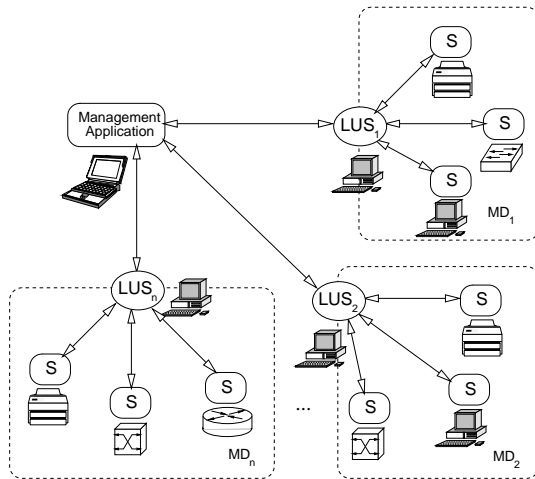 S
Management
Application
LUS1
S
S
MD1
LUSn
LUS2
S
S
S
S
...
S
S
MDn
MD2